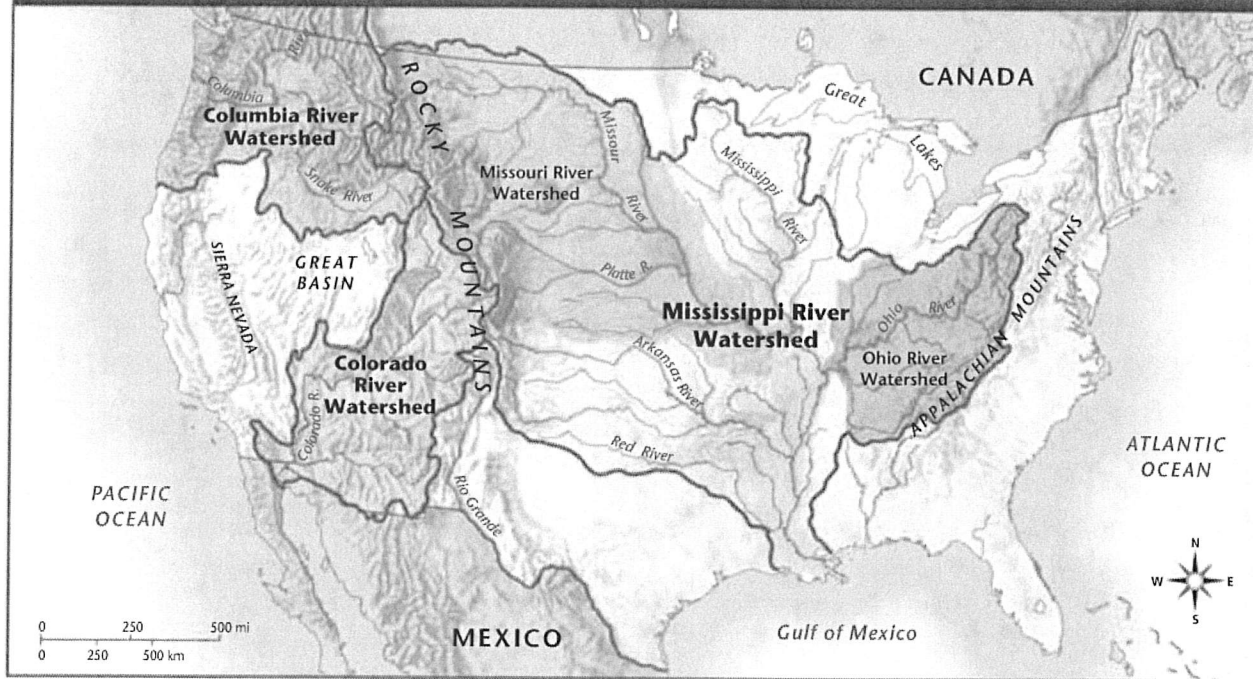 CANADA
ROCKY
MOUNTAINS
Columbia
River
Columbia River
Watershed
Snake River
Missouri River
Watershed
Missour
River
Mississippi
River
Great
Lakes
SIERRA NEVADA
GREAT
BASIN
Platte R.
Mississippi River
Watershed
Ohio
River
Ohio River
Watershed
APPALACHIAN MOUNTAINS
Colorado
River
Watershed
Colorado R.
Arkansas River
Red River
Rio Grande
PACIFIC
OCEAN
ATLANTIC
OCEAN
N
W E
S
0 250 500 mi
0 250 500 km
MEXICO
Gulf of Mexico